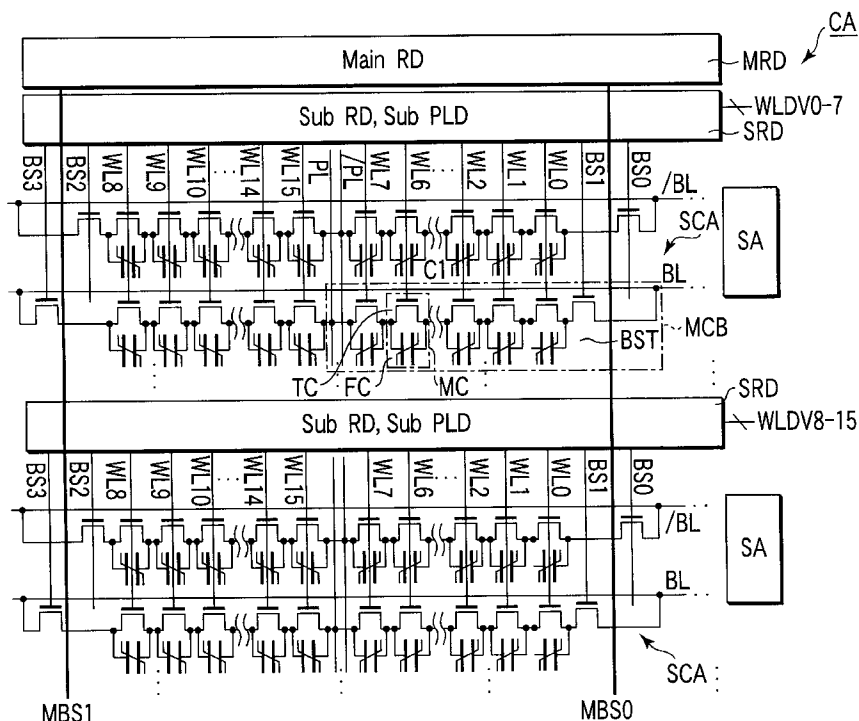 CA
Main RD
MRD
Sub RD, Sub PLD
WLDV0-7
SRD
BS3 BS2 WL8 WL9 WL10 WL14 WL15 PL /PL WL7 WL6 WL2 WL1 WL0 BS1 BS0
/BL
SCA
SA
C1
BL
BST
MCB
TC FC MC
SRD
Sub RD, Sub PLD
WLDV8-15
BS3 BS2 WL8 WL9 WL10 WL14 WL15 WL7 WL6 WL2 WL1 WL0 BS1 BS0
/BL
SA
BL
SCA
MBS1 MBS0